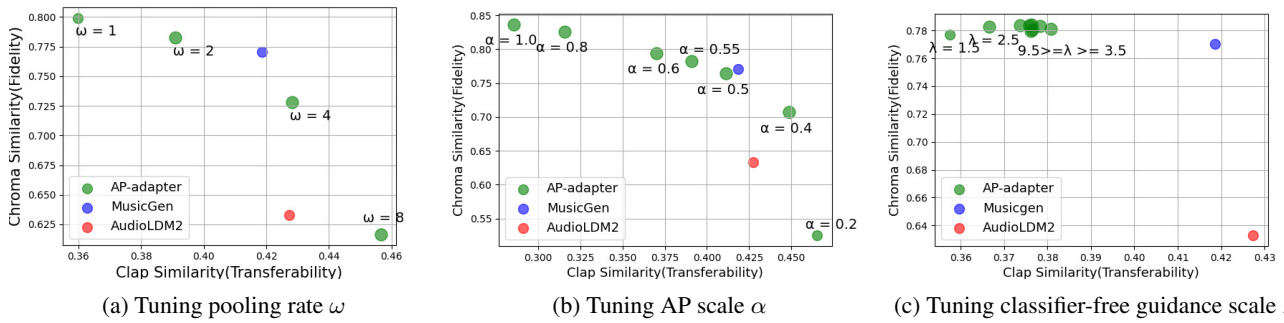 0.800
0.775
0.750
0.725
0.700
0.675
0.650
0.625
Chroma Similarity(Fidelity)
ω = 1
ω = 2
ω = 4
ω = 8
AP-adapter
MusicGen
AudioLDM2
0.36 0.38 0.40 0.42 0.44 0.46
Clap Similarity(Transferability)
(a) Tuning pooling rate ω
0.85
0.80
0.75
0.70
0.65
0.60
0.55
Chroma Similarity(Fidelity)
α = 1.0
α = 0.8
α = 0.6
α = 0.55
α = 0.5
α = 0.4
α = 0.2
AP-adapter
MusicGen
AudioLDM2
0.300 0.325 0.350 0.375 0.400 0.425 0.450
Clap Similarity(Transferability)
(b) Tuning AP scale α
0.78
0.76
0.74
0.72
0.70
0.68
0.66
0.64
Chroma Similarity(Fidelity)
λ = 1.5
λ = 2.5
9.5>=λ >= 3.5
AP-adapter
Musicgen
AudioLDM2
0.36 0.37 0.38 0.39 0.40 0.41 0.42 0.43
Clap Similarity(Transferability)
(c) Tuning classifier-free guidance scale